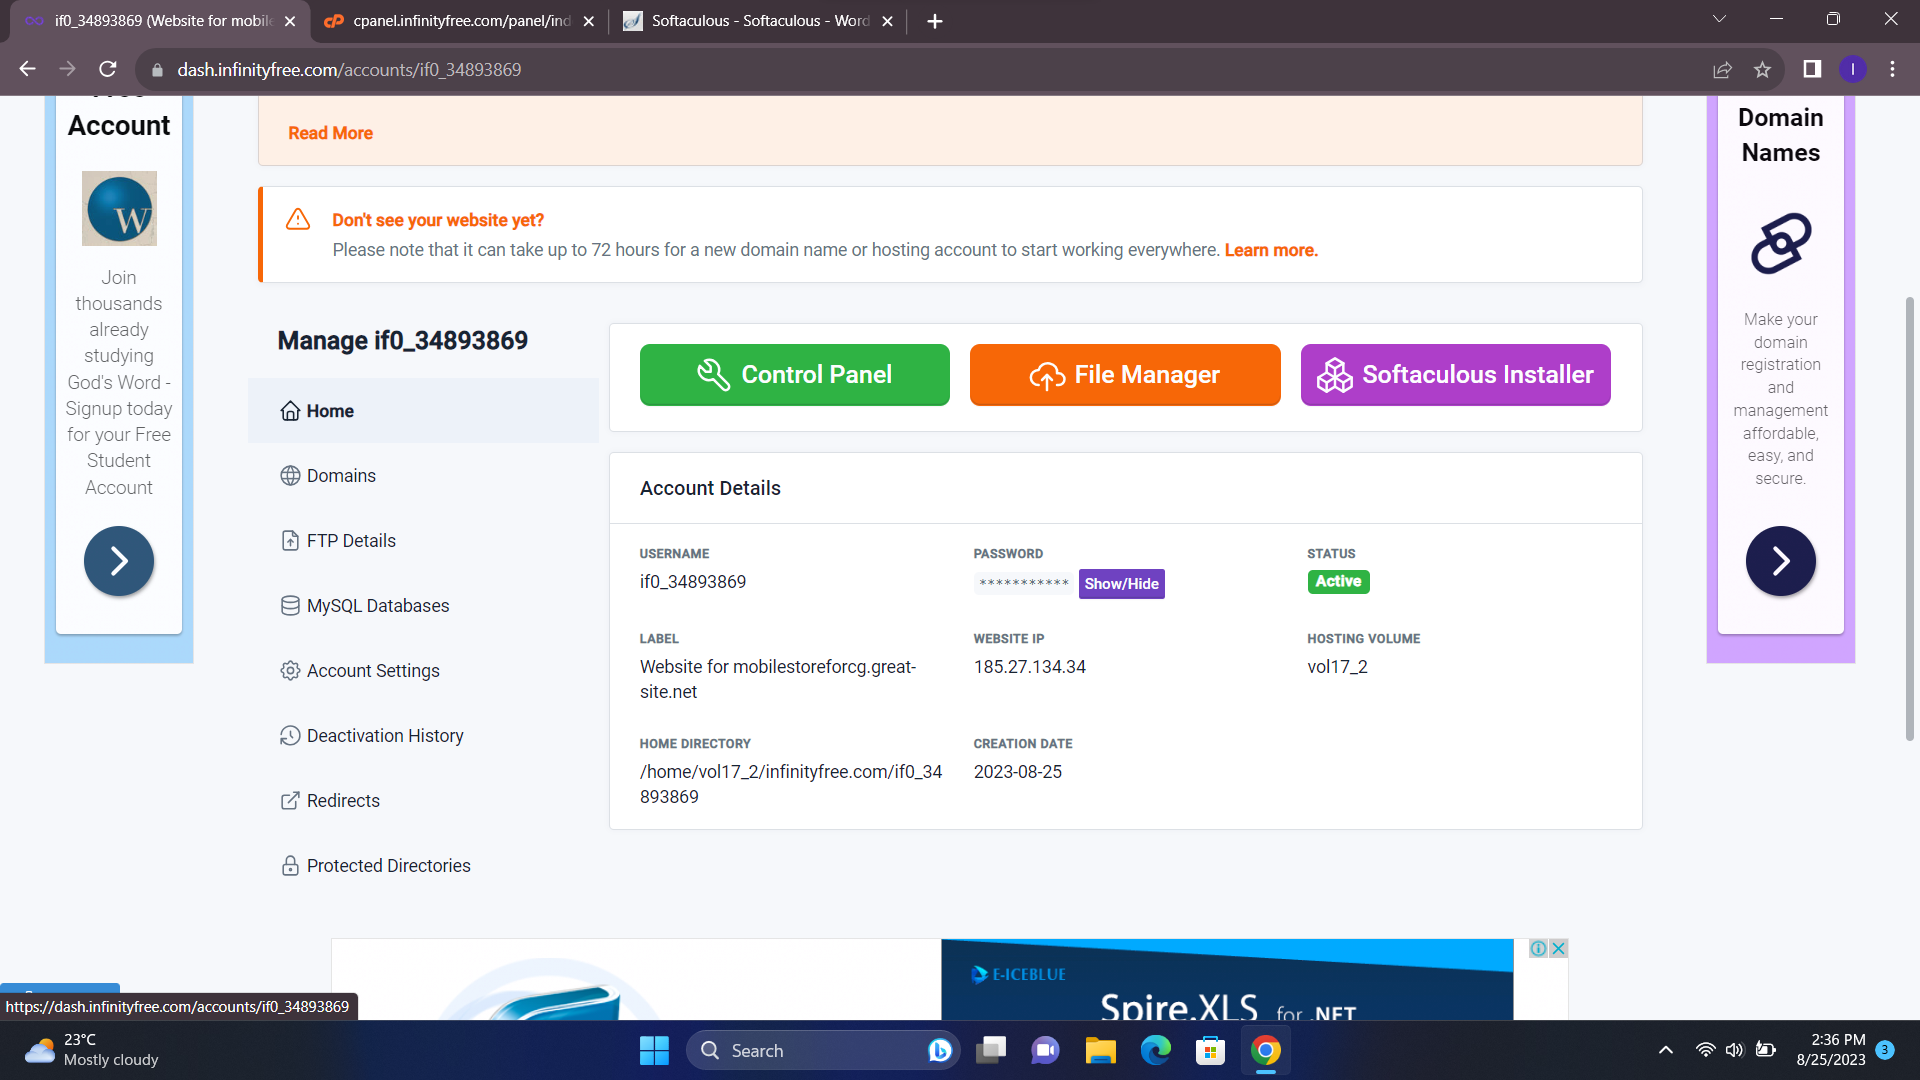 if0_34893869 (Website for mobile
cpanel.infinityfree.com/panel/ind
Softaculous - Softaculous - Word
dash.infinityfree.com/accounts/if0_34893869
I
Account
W
Join
thousands
already
studying
God's Word -
Signup today
for your Free
Student
Account
Read More
Don't see your website yet?
Please note that it can take up to 72 hours for a new domain name or hosting account to start working everywhere. Learn more.
Manage if0_34893869
Home
Domains
FTP Details
MySQL Databases
Account Settings
Deactivation History
Redirects
Protected Directories
Control Panel
File Manager
Softaculous Installer
Account Details
USERNAME
if0_34893869
PASSWORD
*********** Show/Hide
STATUS
Active
LABEL
Website for mobilestoreforcg.great-
site.net
WEBSITE IP
185.27.134.34
HOSTING VOLUME
vol17_2
HOME DIRECTORY
/home/vol17_2/infinityfree.com/if0_34
893869
CREATION DATE
2023-08-25
Domain
Names
Make your
domain
registration
and
management
affordable,
easy, and
secure.
E-ICEBLUE
Spire.XLS for .NET
https://dash.infinityfree.com/accounts/if0_34893869
23°C
Mostly cloudy
Search
2:36 PM
8/25/2023
3